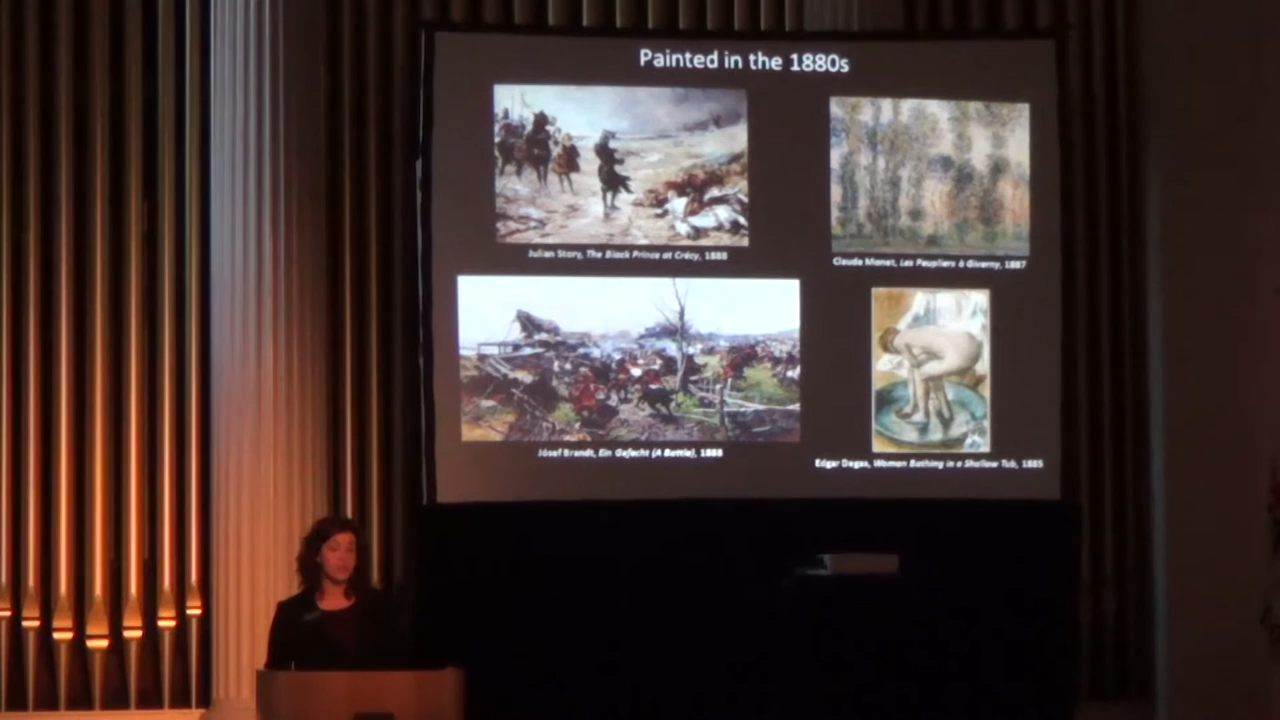 Painted in the 1880s
Julian Story, The Black Prince at Crécy, 1888
Claude Monet, Les Peupliers à Giverny, 1887
Józef Brandt, Ein Gefecht (A Battle), 1888
Edgar Degas, Woman Bathing in a Shallow Tub, 1885